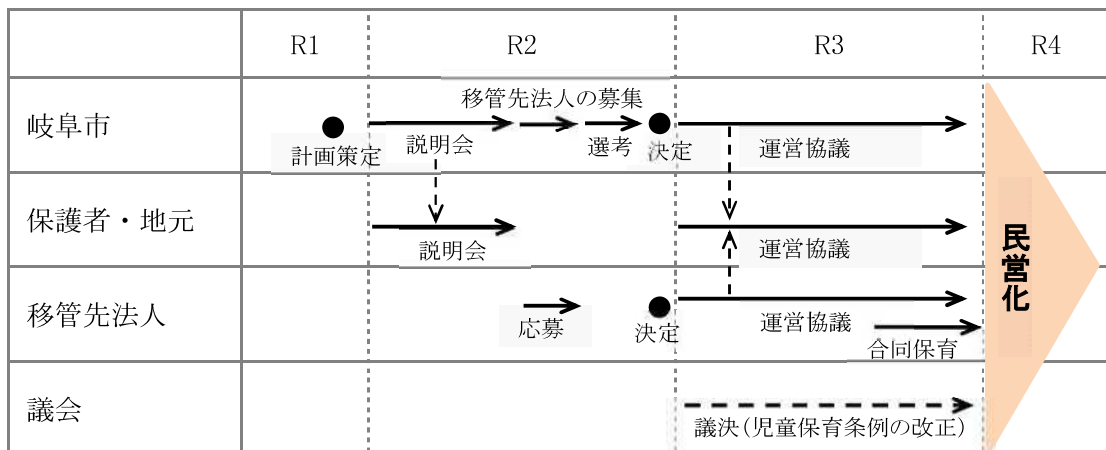 R1
R2
R3
R4
岐阜市
計画策定
説明会
移管先法人の募集
選考
決定
運営協議
保護者・地元
説明会
運営協議
移管先法人
応募
決定
運営協議
合同保育
議会
議決(児童保育条例の改正)
民営化